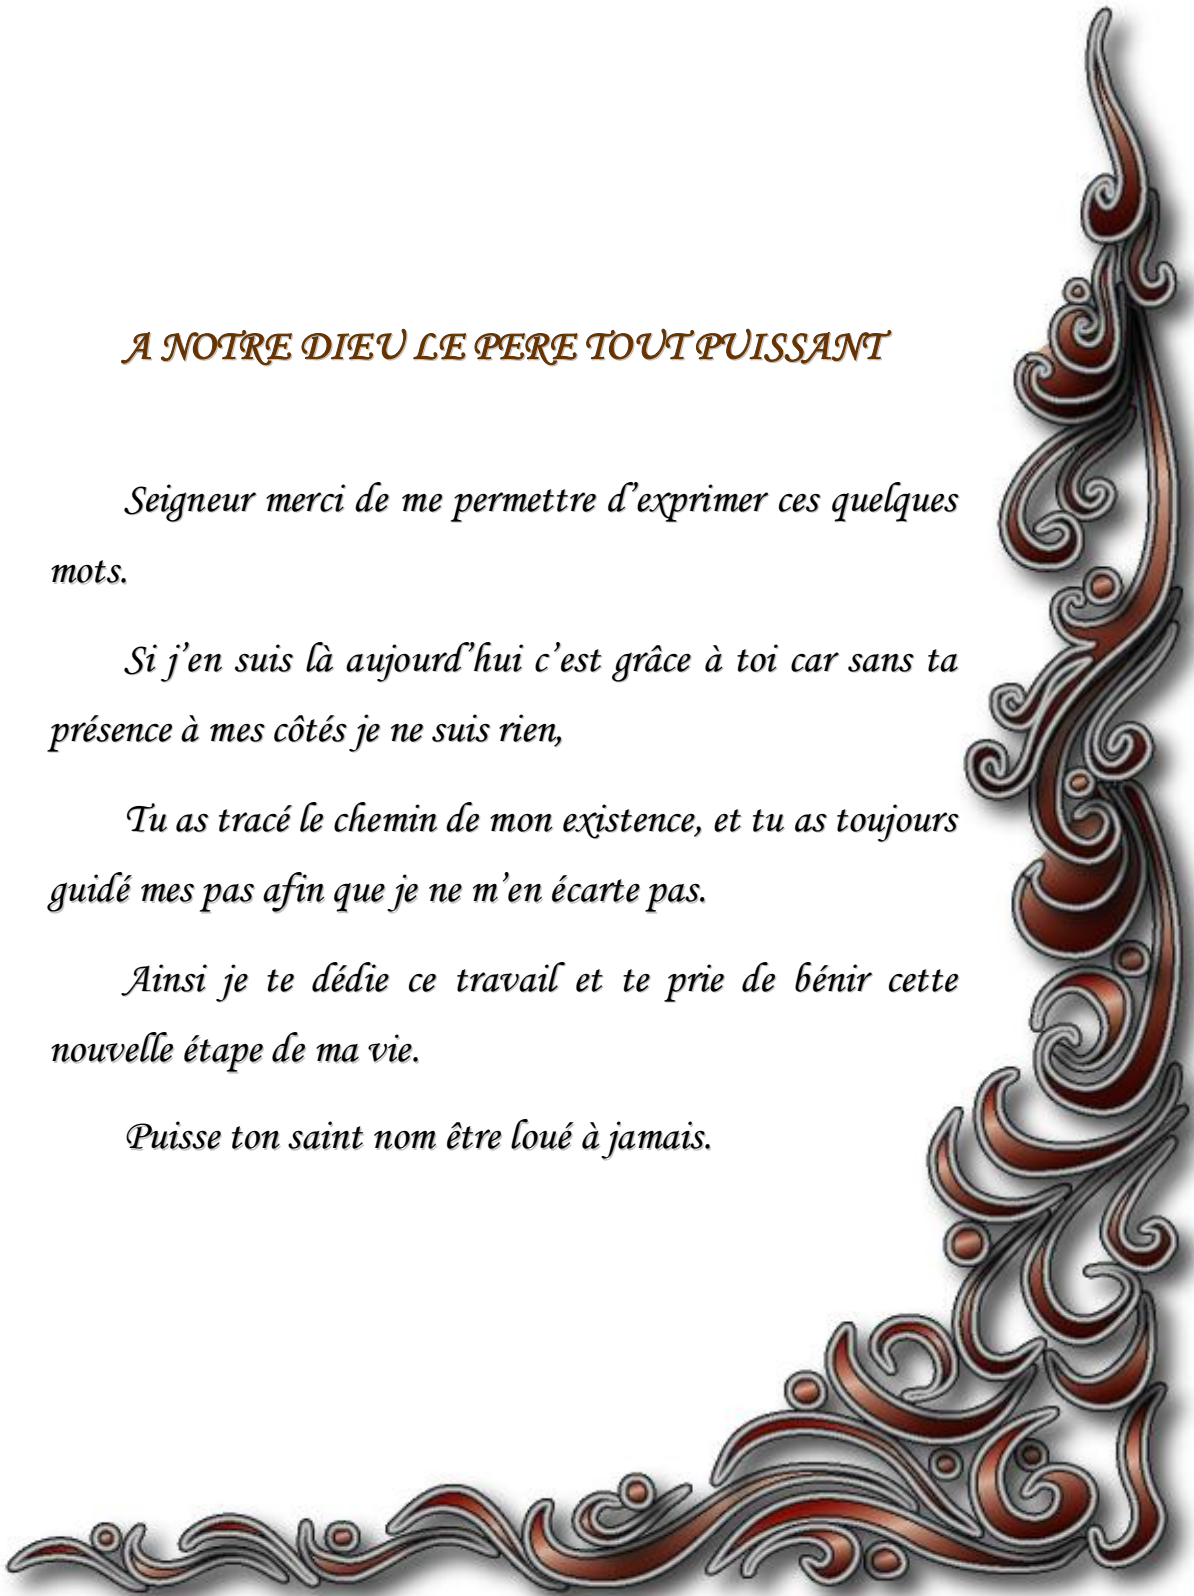 A NOTRE DIEU LE PERE TOUT PUISSANT
Seigneur merci de me permettre d’exprimer ces quelques
mots.
Si j’en suis là aujourd’hui c’est grâce à toi car sans ta
présence à mes côtés je ne suis rien,
Tu as tracé le chemin de mon existence, et tu as toujours
guidé mes pas afin que je ne m’en écarte pas.
Ainsi je te dédie ce travail et te prie de bénir cette
nouvelle étape de ma vie.
Puisse ton saint nom être loué à jamais.